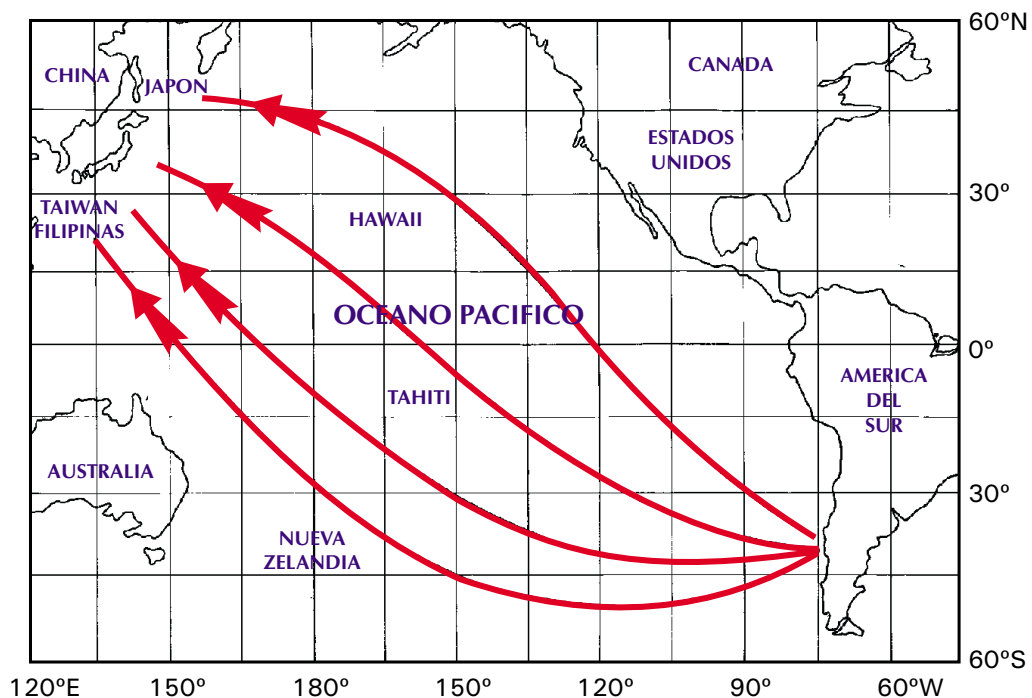 60ºN
CHINA
JAPON
CANADA
ESTADOS
UNIDOS
30º
TAIWAN
FILIPINAS
HAWAII
OCEANO PACIFICO
0º
TAHITI
AMERICA
DEL
SUR
AUSTRALIA
30º
NUEVA
ZELANDIA
60ºS
120ºE
150º
180º
150º
120º
90º
60ºW